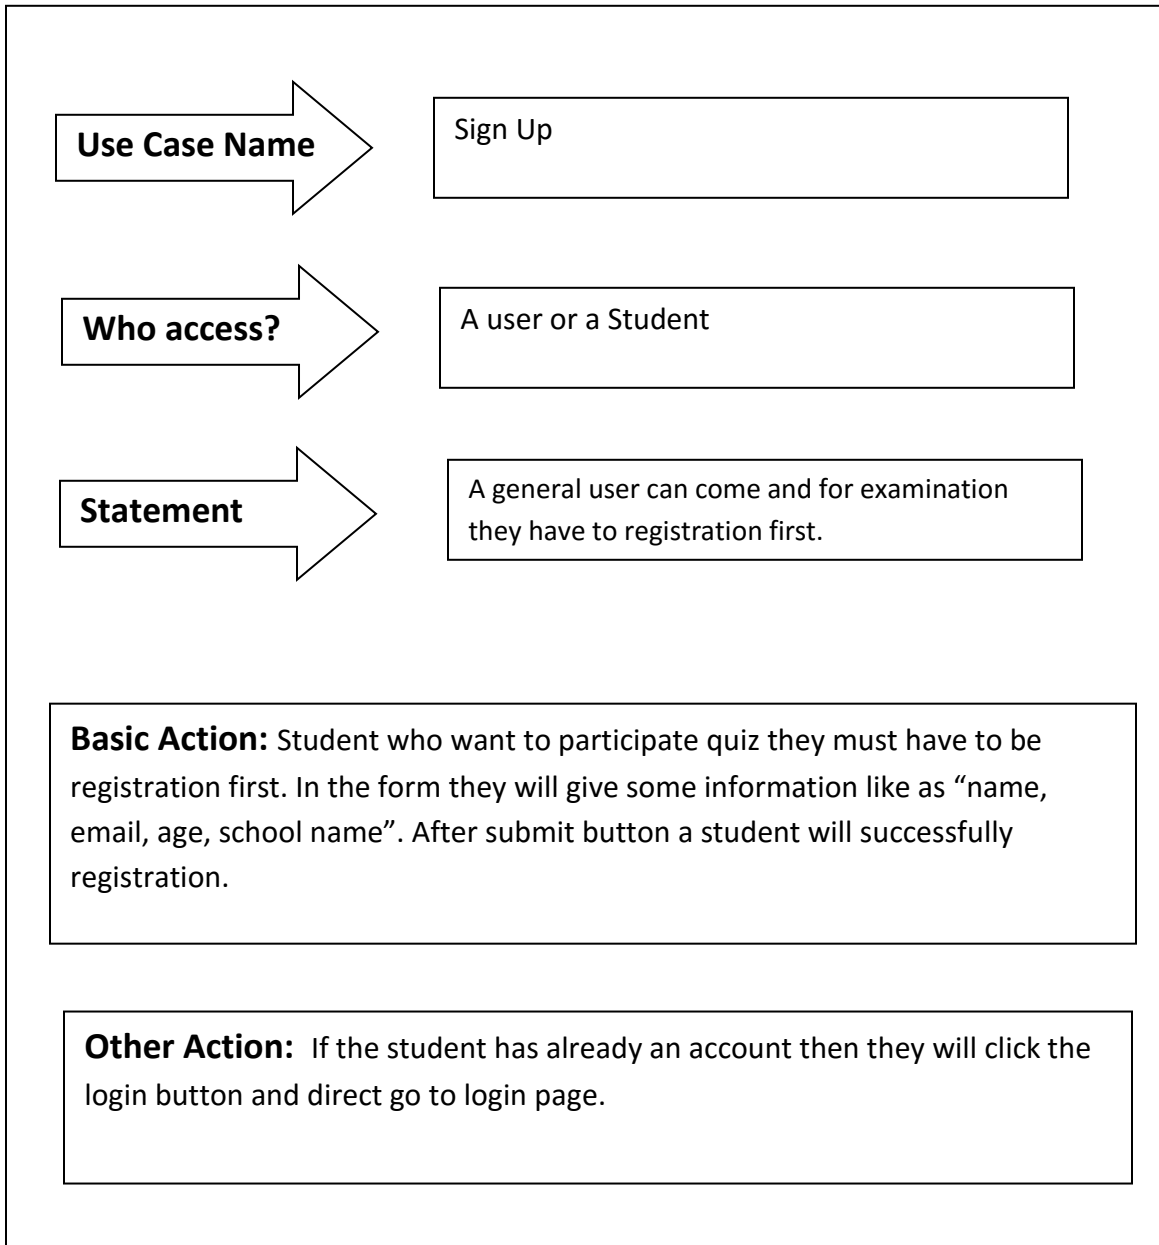 Use Case Name
Sign Up
Who access?
A user or a Student
Statement
A general user can come and for examination
they have to registration first.
Basic Action: Student who want to participate quiz they must have to be
registration first. In the form they will give some information like as “name,
email, age, school name”. After submit button a student will successfully
registration.
Other Action: If the student has already an account then they will click the
login button and direct go to login page.